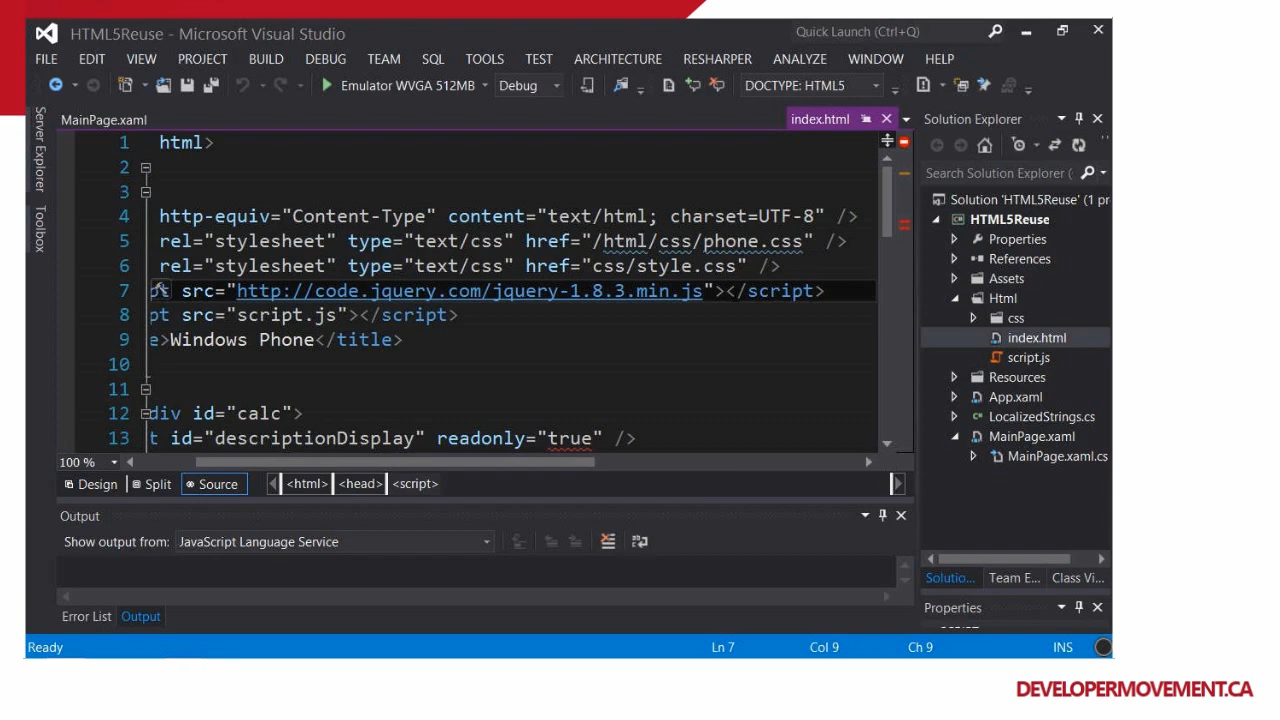 HTML5Reuse - Microsoft Visual Studio
Quick Launch (Ctrl+Q)
FILE EDIT VIEW PROJECT BUILD DEBUG TEAM SQL TOOLS TEST ARCHITECTURE RESHARPER ANALYZE WINDOW HELP
Emulator WVGA 512MB Debug DOCTYPE: HTML5
Server Explorer
Toolbox
MainPage.xaml index.html
1 html>
2
3
4 http-equiv="Content-Type" content="text/html; charset=UTF-8" />
5 rel="stylesheet" type="text/css" href="/html/css/phone.css" />
6 rel="stylesheet" type="text/css" href="css/style.css" />
7 pt src="http://code.jquery.com/jquery-1.8.3.min.js"></script>
8 pt src="script.js"></script>
9 e>Windows Phone</title>
10
11
12 div id="calc">
13 t id="descriptionDisplay" readonly="true" />
100 %
Design Split Source <html> <head> <script>
Output
Show output from: JavaScript Language Service
Error List Output
Solution Explorer
Search Solution Explorer (
Solution 'HTML5Reuse' (1 pr
HTML5Reuse
Properties
References
Assets
Html
css
index.html
script.js
Resources
App.xaml
LocalizedStrings.cs
MainPage.xaml
MainPage.xaml.cs
Solutio... Team E... Class Vi...
Properties
Ready Ln 7 Col 9 Ch 9 INS
DEVELOPERMOVEMENT.CA